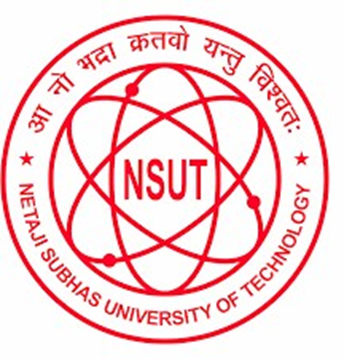 आ नो भद्रा क्रतवो यन्तु विश्वतः
NSUT
NETAJI SUBHAS UNIVERSITY OF TECHNOLOGY